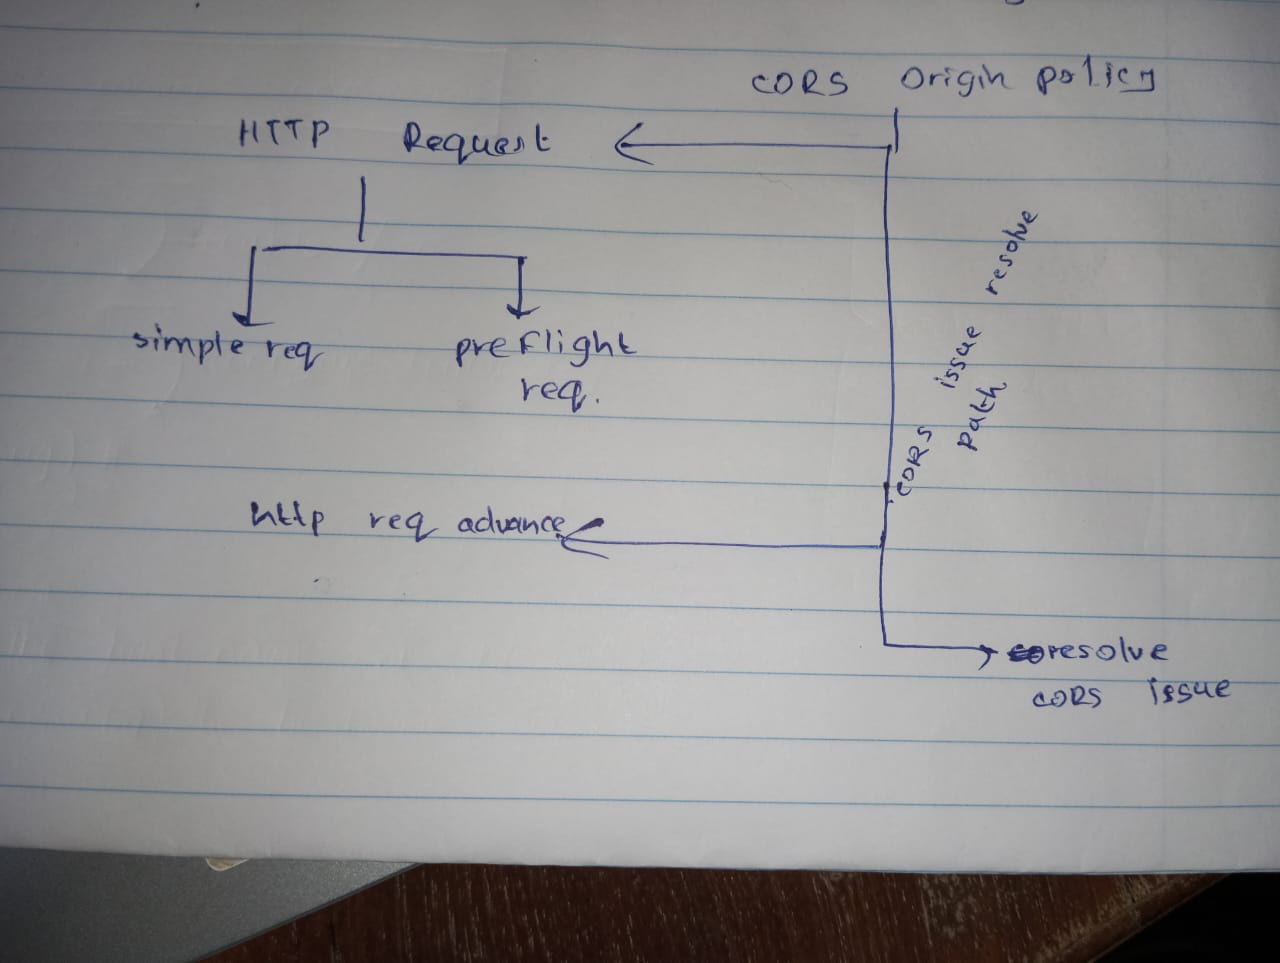 CORS Origin policy
HTTP Request
simple req
preflight
req.
CORS issue resolve
path
http req advance
resolve
CORS issue